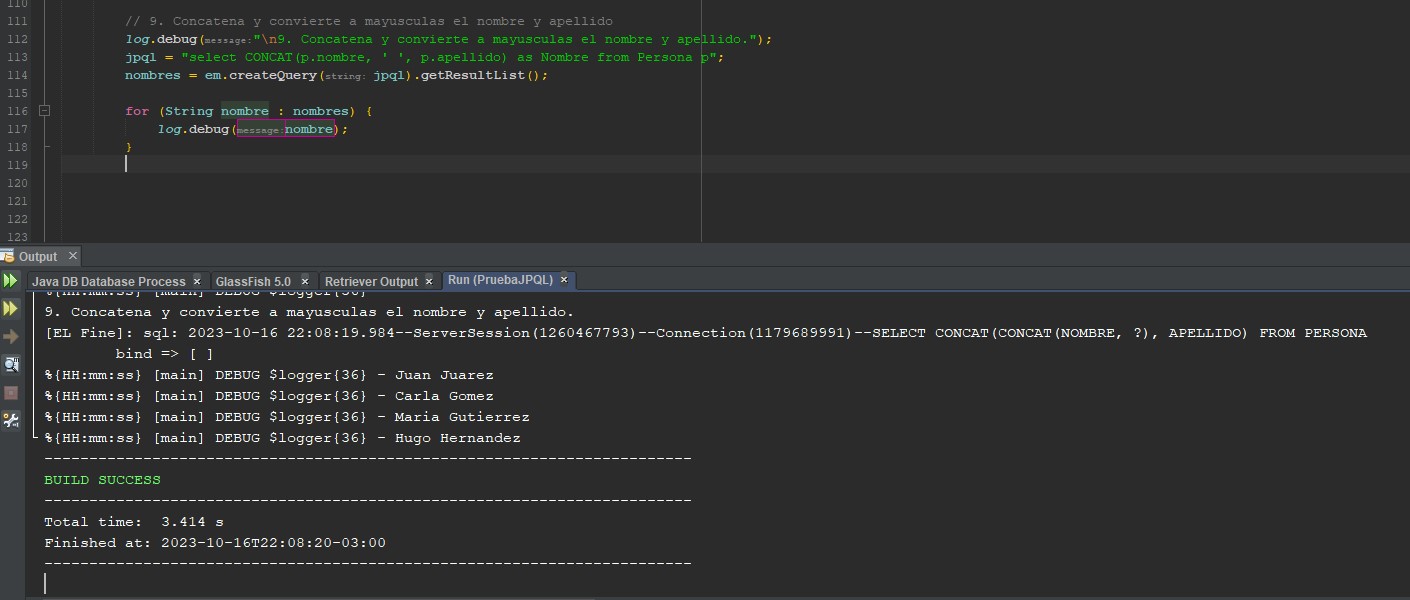 110
111 // 9. Concatena y convierte a mayusculas el nombre y apellido
112 log.debug(message:"\n9. Concatena y convierte a mayusculas el nombre y apellido.");
113 jpql = "select CONCAT(p.nombre, ' ', p.apellido) as Nombre from Persona p";
114 nombres = em.createQuery(string: jpql).getResultList();
115
116 for (String nombre : nombres) {
117 log.debug(message:nombre);
118 }
119
120
121
122
123
Output
Java DB Database Process GlassFish 5.0 Retriever Output Run (PruebaJPQL)
%{HH:mm:ss} [main] DEBUG $logger{36} -
9. Concatena y convierte a mayusculas el nombre y apellido.
[EL Fine]: sql: 2023-10-16 22:08:19.984--ServerSession(1260467793)--Connection(1179689991)--SELECT CONCAT(CONCAT(NOMBRE, ?), APELLIDO) FROM PERSONA
bind => [ ]
%{HH:mm:ss} [main] DEBUG $logger{36} - Juan Juarez
%{HH:mm:ss} [main] DEBUG $logger{36} - Carla Gomez
%{HH:mm:ss} [main] DEBUG $logger{36} - Maria Gutierrez
%{HH:mm:ss} [main] DEBUG $logger{36} - Hugo Hernandez
------------------------------------------------------------------------
BUILD SUCCESS
------------------------------------------------------------------------
Total time:  3.414 s
Finished at: 2023-10-16T22:08:20-03:00
------------------------------------------------------------------------